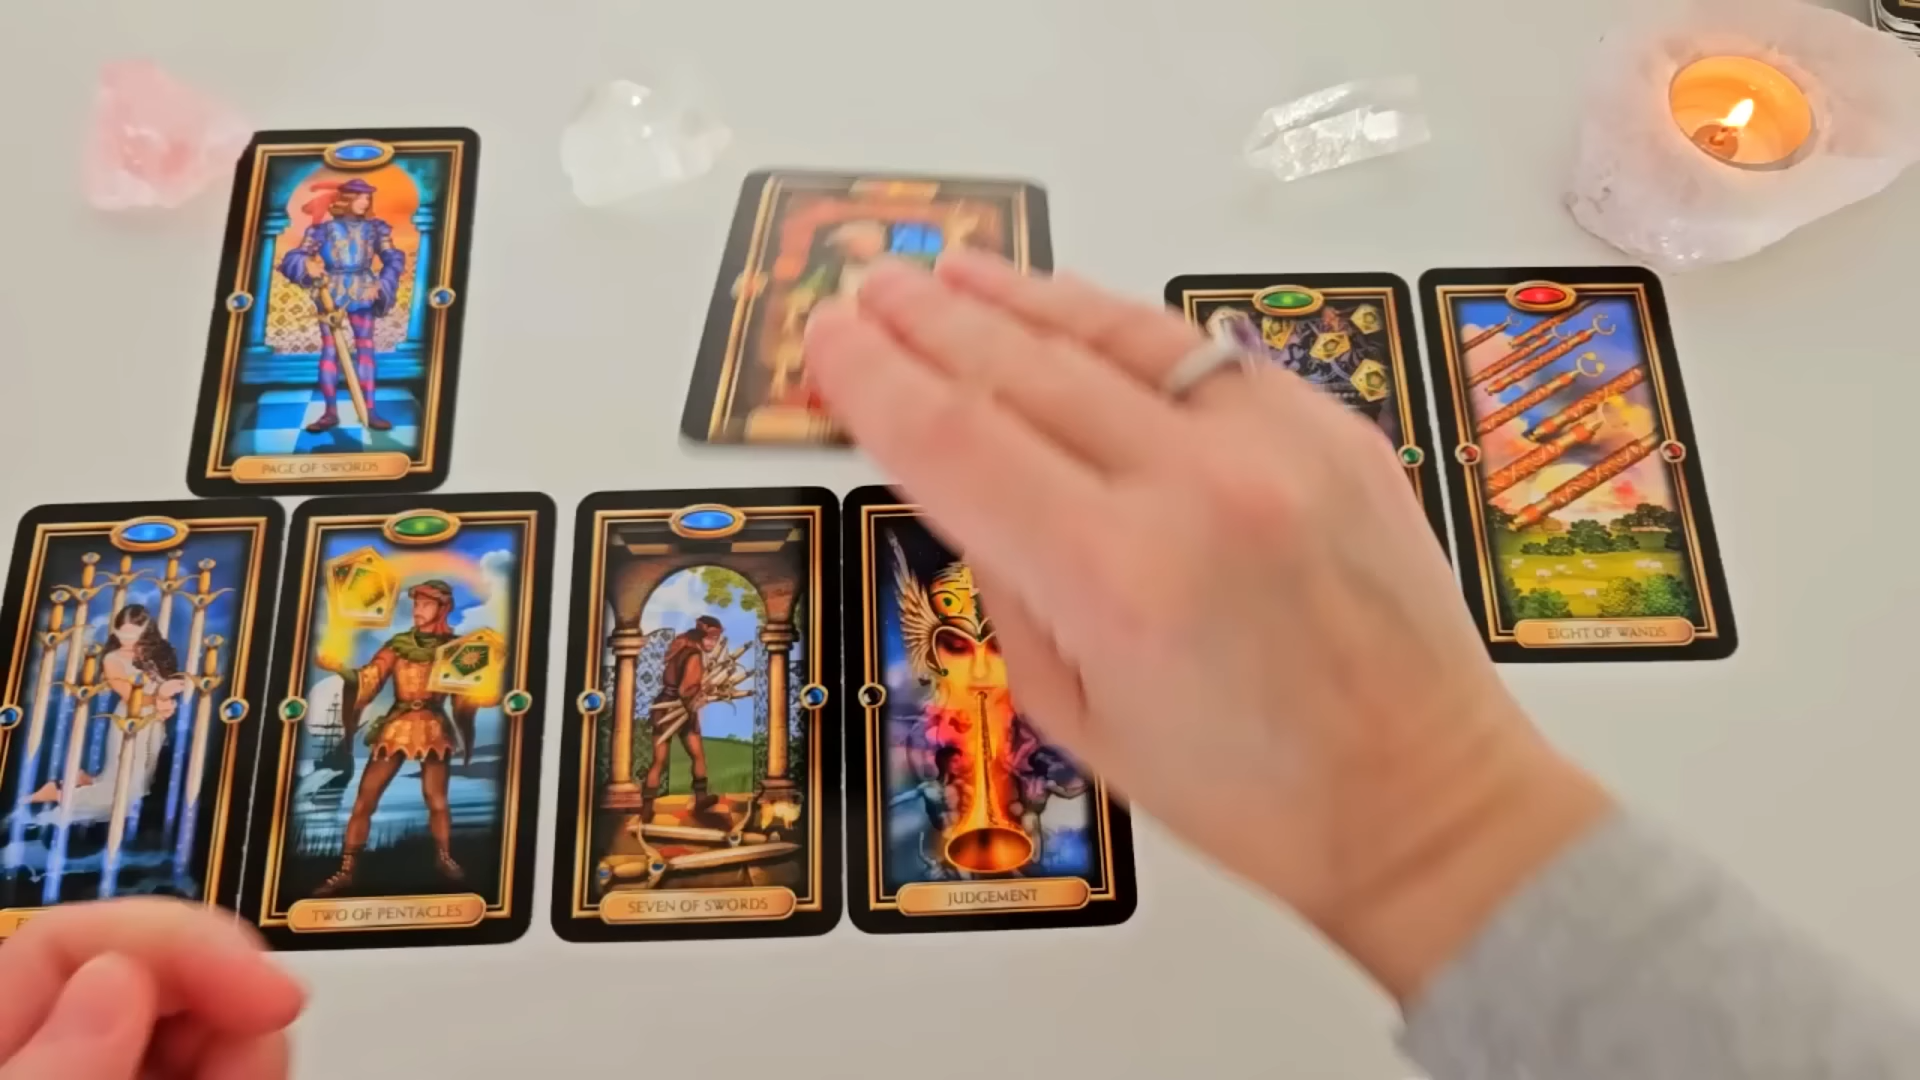 PAGE OF SWORDS
EIGHT OF WANDS
TWO OF PENTACLES
SEVEN OF SWORDS
JUDGEMENT